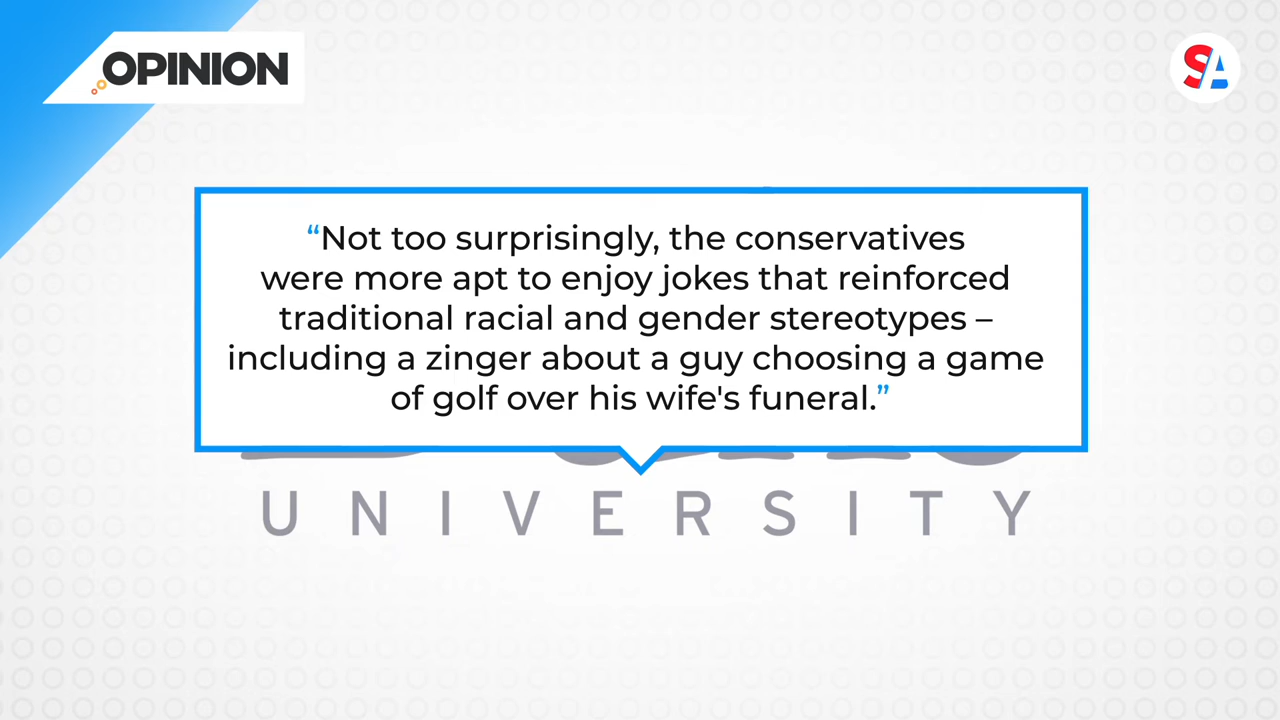 OPINION
SA
“Not too surprisingly, the conservatives
were more apt to enjoy jokes that reinforced
traditional racial and gender stereotypes –
including a zinger about a guy choosing a game
of golf over his wife's funeral.”
UNIVERSITY